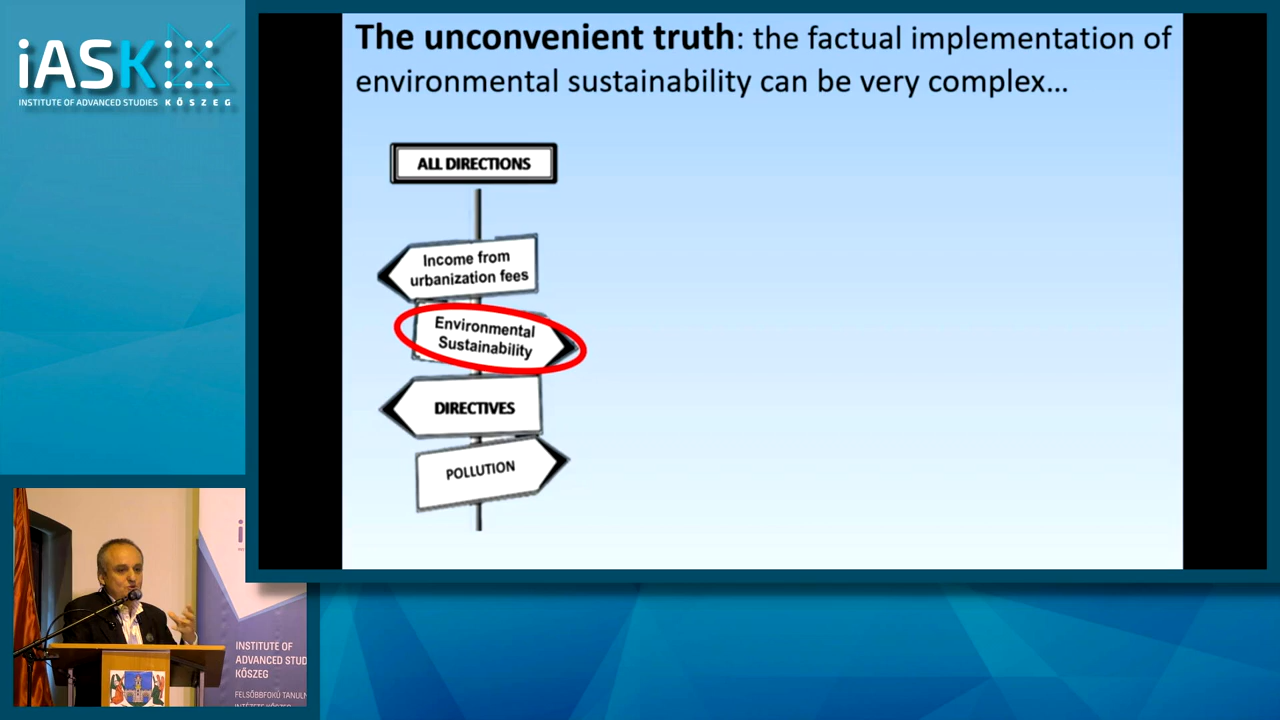 iASK
INSTITUTE OF ADVANCED STUDIES KŐSZEG
The unconvenient truth: the factual implementation of
environmental sustainability can be very complex...
ALL DIRECTIONS
Income from
urbanization fees
Environmental
Sustainability
DIRECTIVES
POLLUTION
INSTITUTE OF
ADVANCED STUD
KŐSZEG
FELSŐBBFOKÚ TANULM